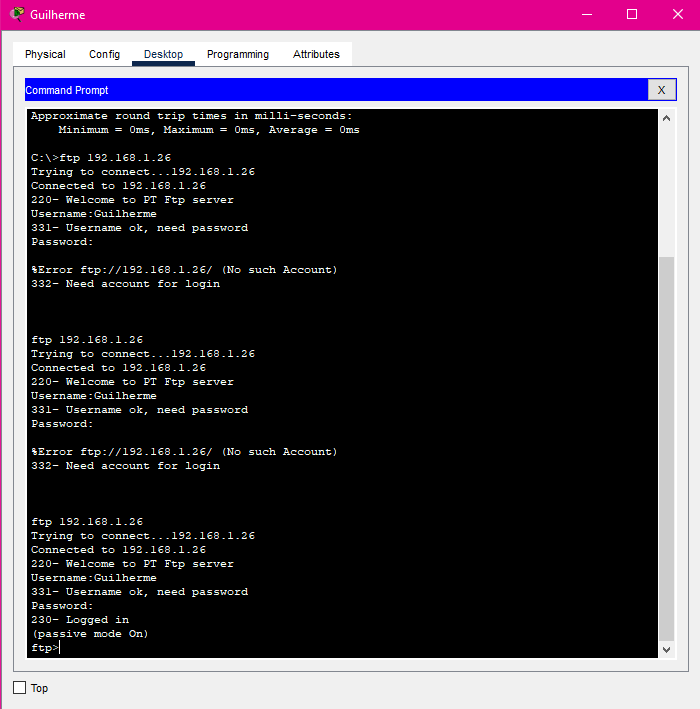 Guilherme
Physical Config Desktop Programming Attributes
Command Prompt X
Approximate round trip times in milli-seconds:
    Minimum = 0ms, Maximum = 0ms, Average = 0ms

C:\>ftp 192.168.1.26
Trying to connect...192.168.1.26
Connected to 192.168.1.26
220- Welcome to PT Ftp server
Username:Guilherme
331- Username ok, need password
Password:

%Error ftp://192.168.1.26/ (No such Account)
332- Need account for login

ftp 192.168.1.26
Trying to connect...192.168.1.26
Connected to 192.168.1.26
220- Welcome to PT Ftp server
Username:Guilherme
331- Username ok, need password
Password:

%Error ftp://192.168.1.26/ (No such Account)
332- Need account for login

ftp 192.168.1.26
Trying to connect...192.168.1.26
Connected to 192.168.1.26
220- Welcome to PT Ftp server
Username:Guilherme
331- Username ok, need password
Password:
230- Logged in
(passive mode On)
ftp>
Top